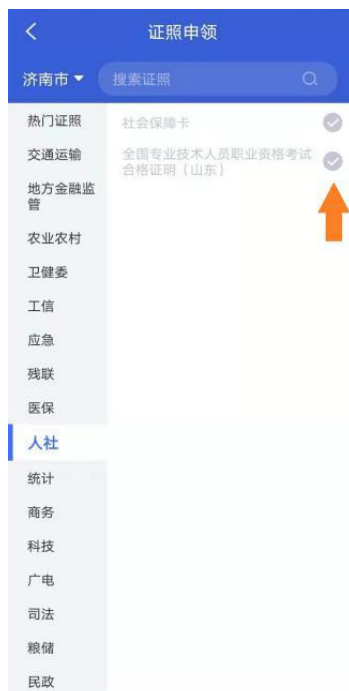 证照申领
济南市
搜索证照
热门证照
社会保障卡
交通运输
全国专业技术人员职业资格考试
合格证明（山东）
地方金融监
管
农业农村
卫健委
工信
应急
残联
医保
人社
统计
商务
科技
广电
司法
粮储
民政